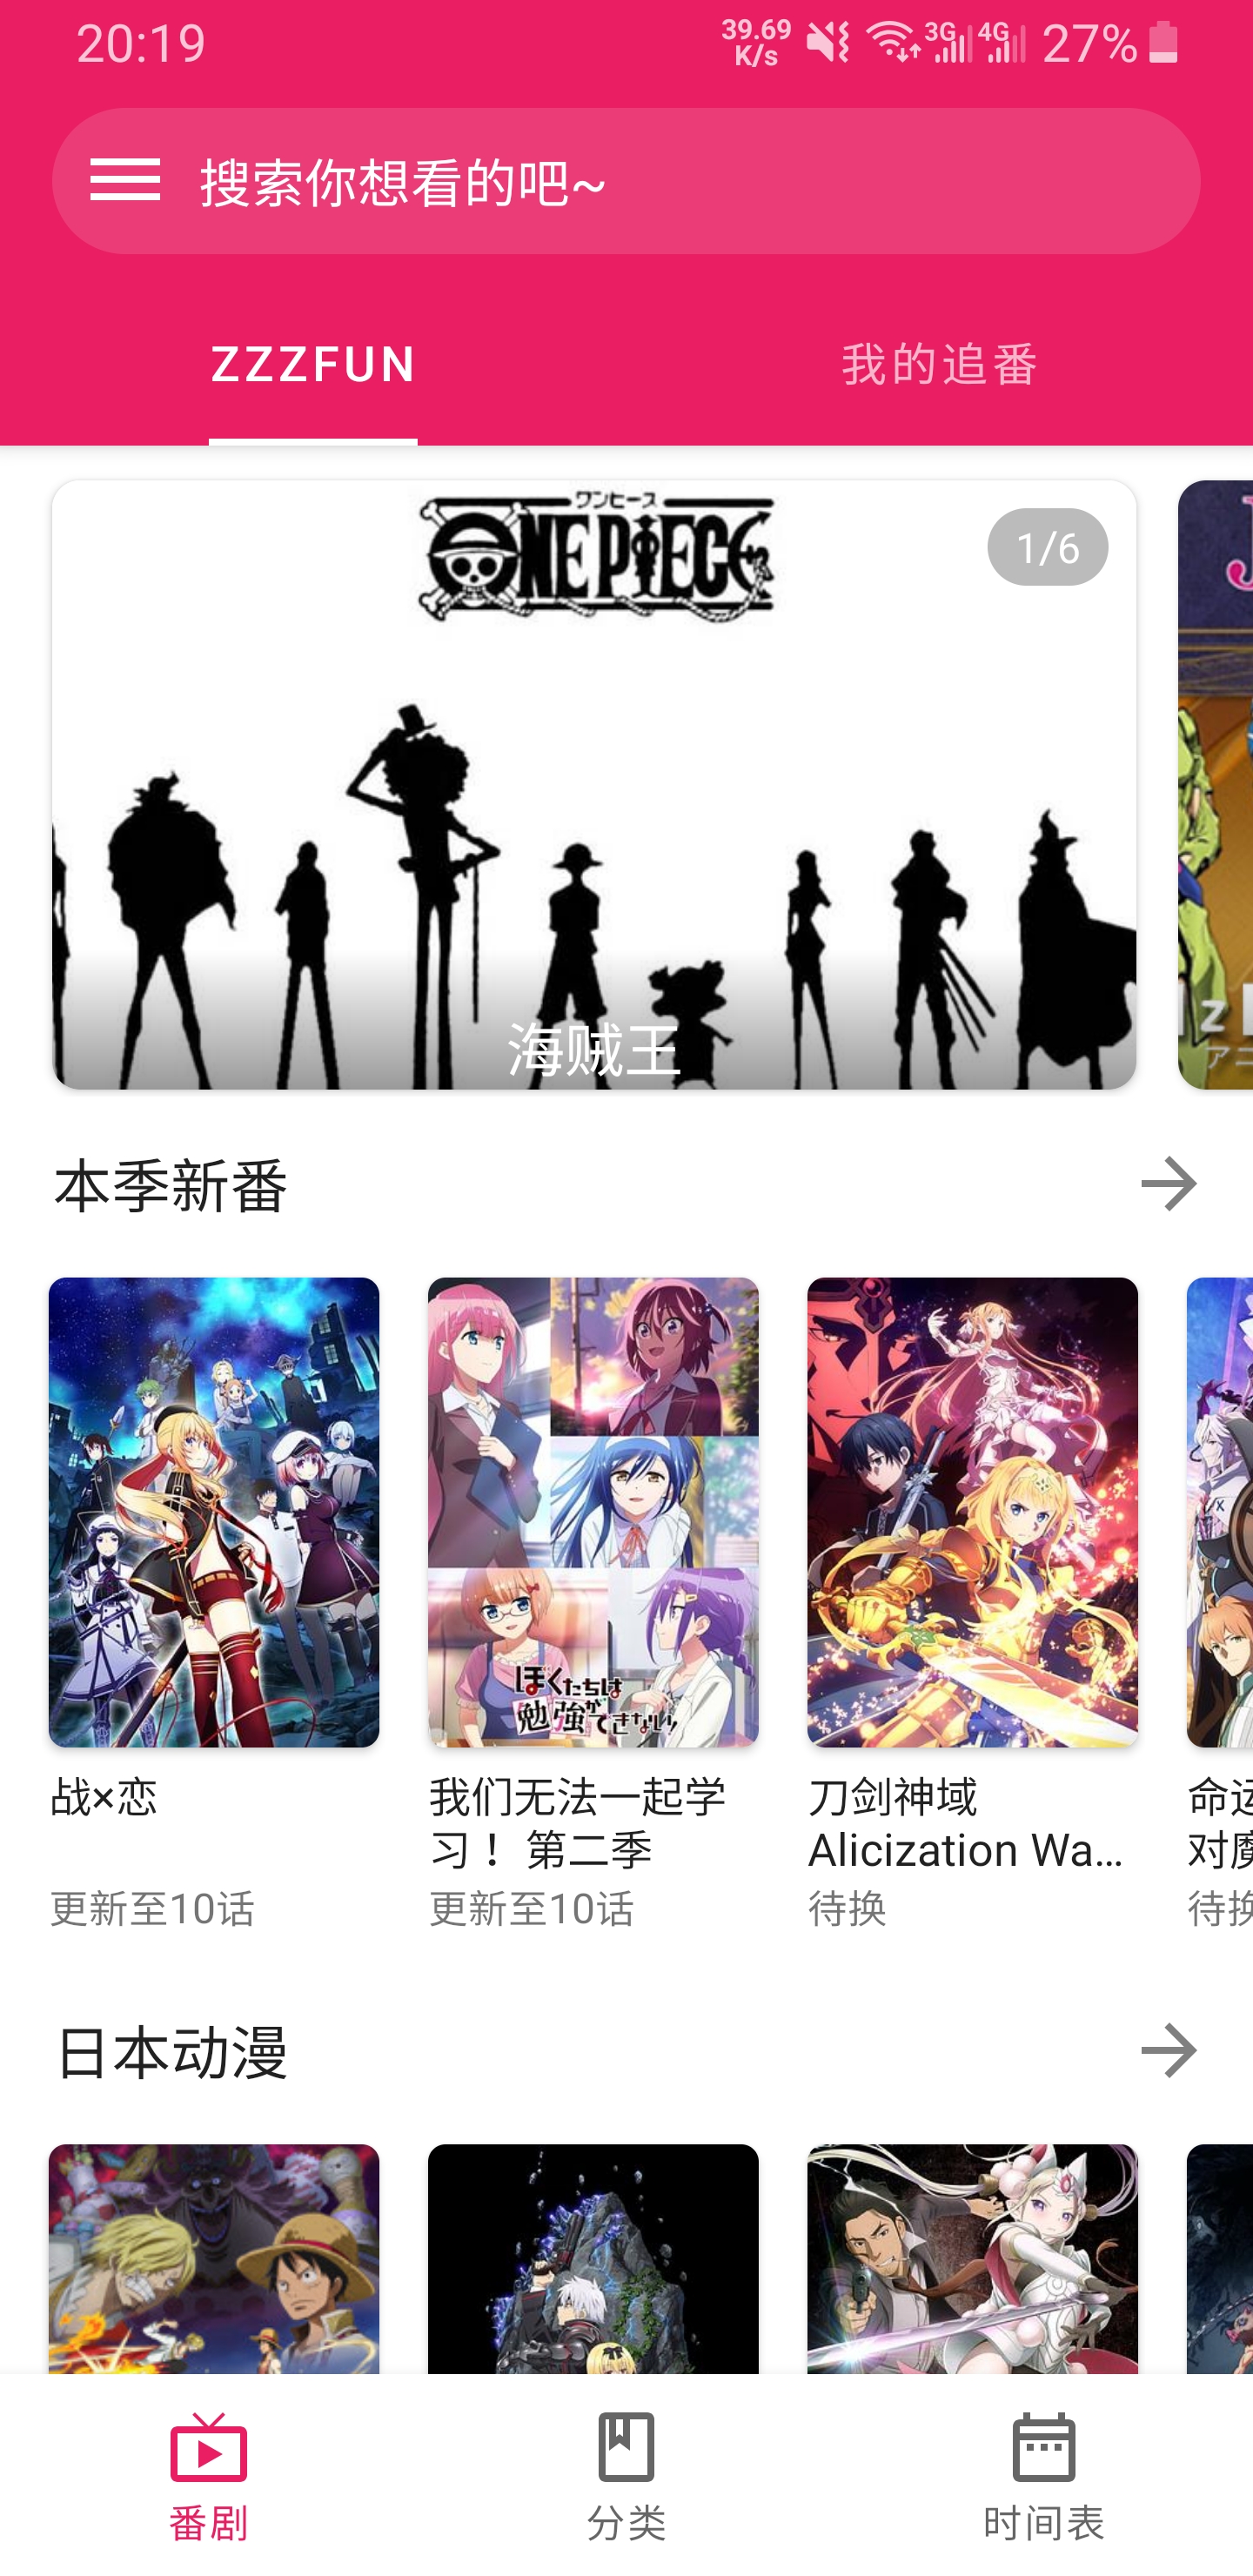 20:19
39.69
K/s
3G
4G
27%
搜索你想看的吧~
ZZZFUN
我的追番
ワンピース
ONE PIECE
1/6
海贼王
本季新番
ぼくたちは
勉強ができない
战×恋
我们无法一起学
习！ 第二季
刀剑神域
Alicization Wa...
命运
更新至10话
更新至10话
待换
待换
日本动漫
番剧
分类
时间表